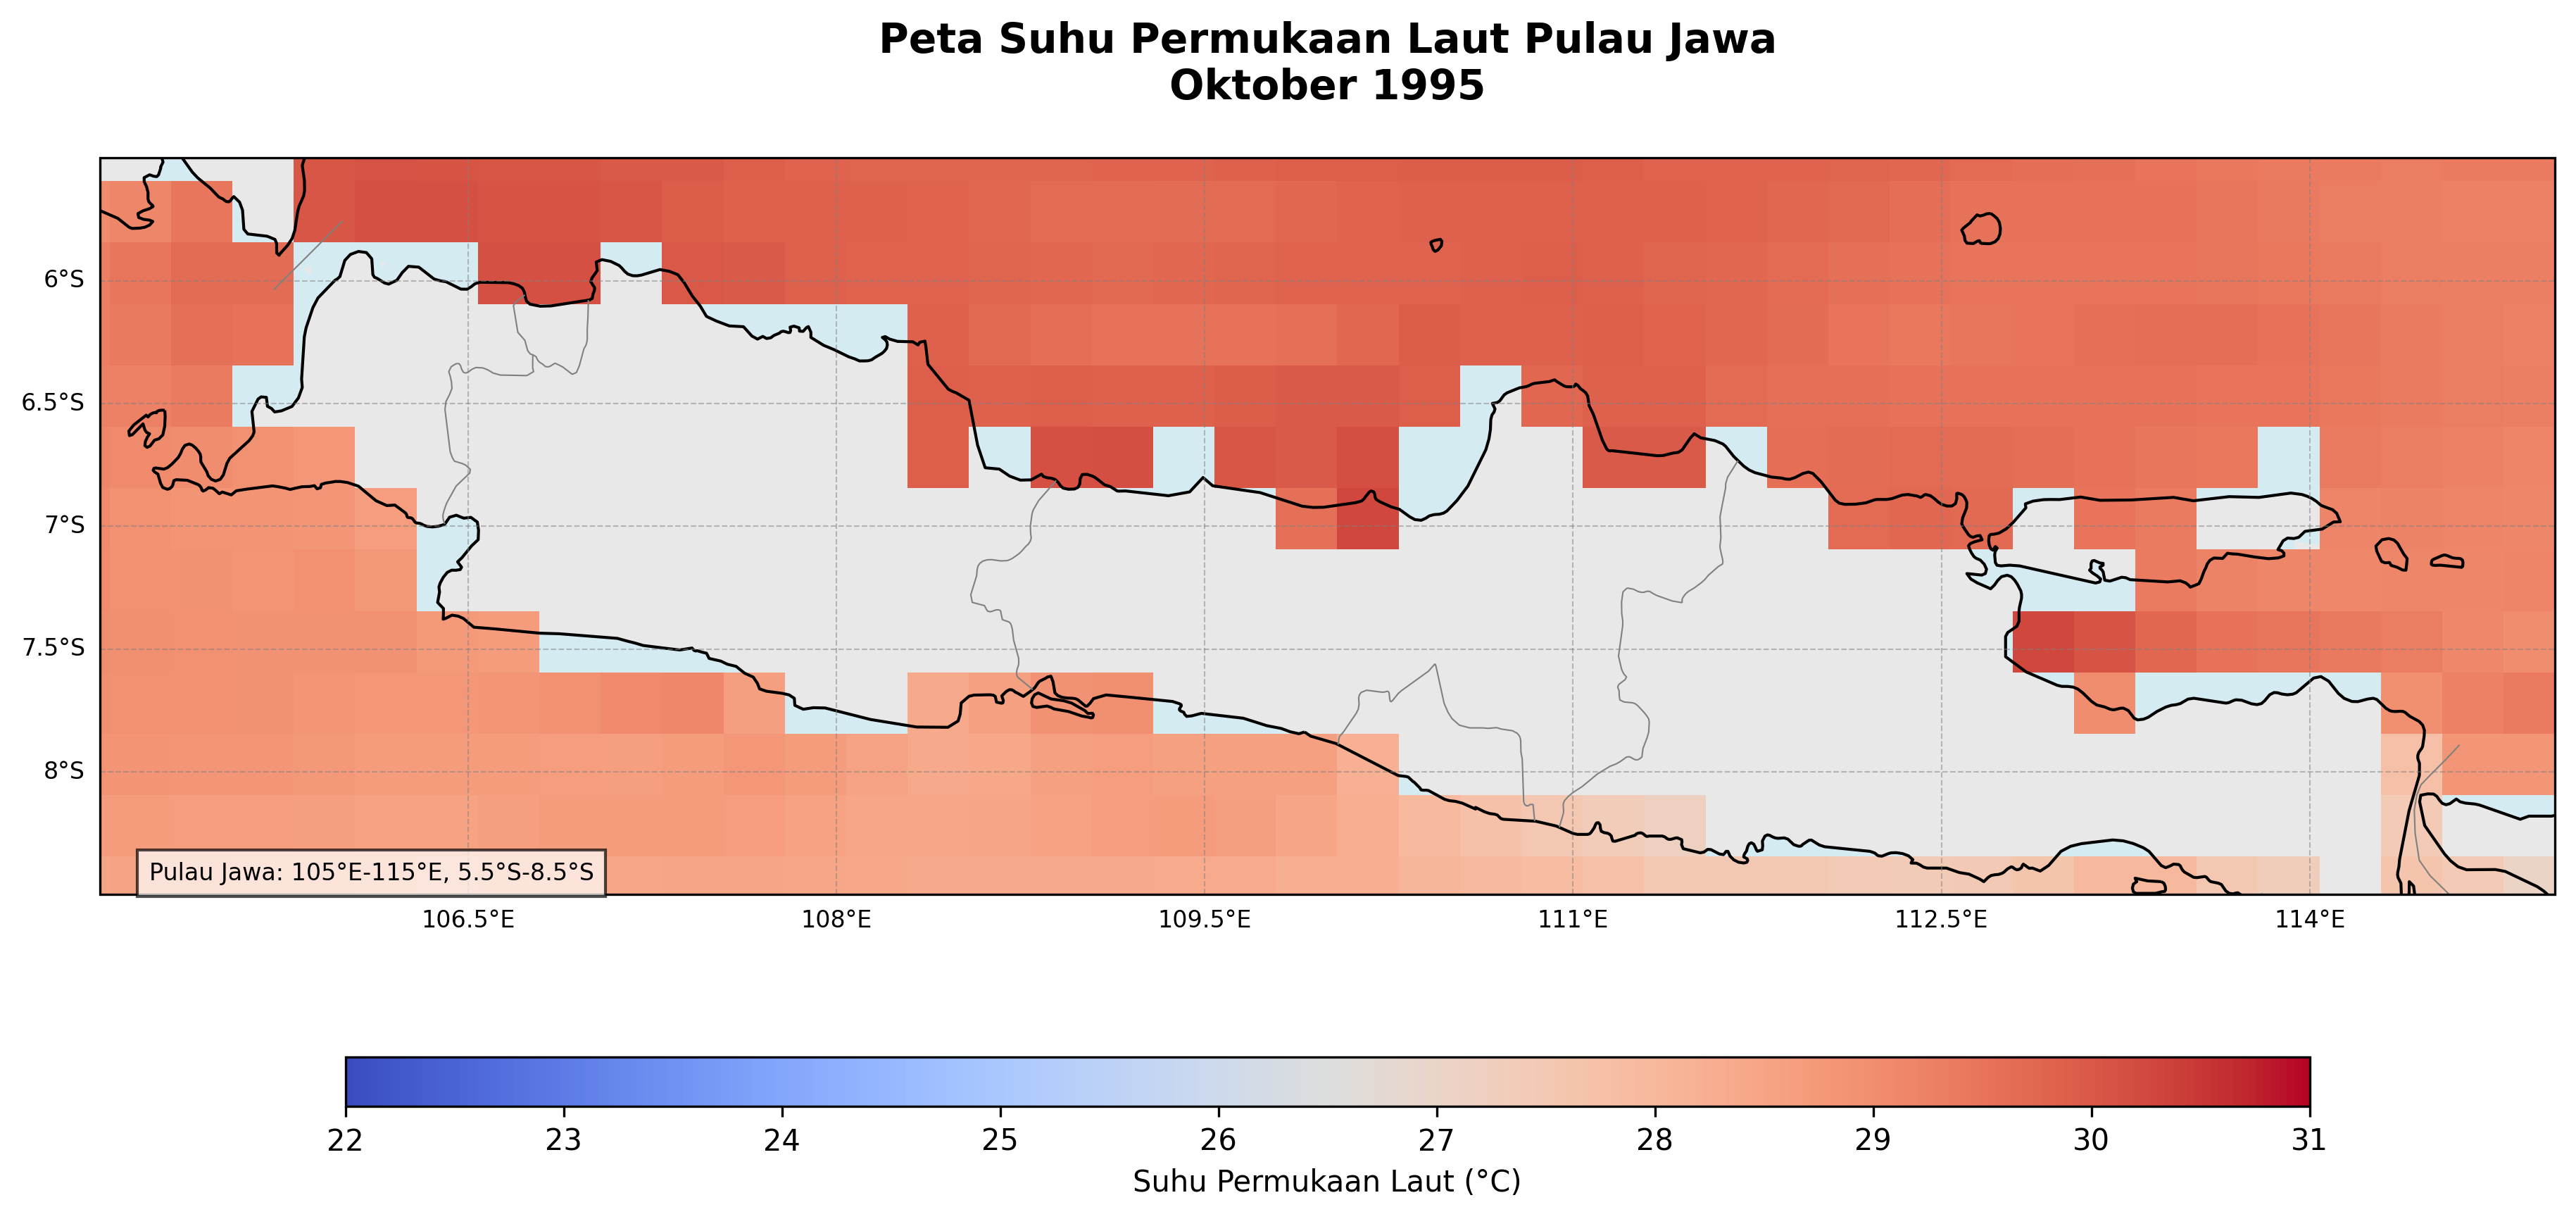 Peta Suhu Permukaan Laut Pulau Jawa
Oktober 1995
6°S
6.5°S
7°S
7.5°S
8°S
Pulau Jawa: 105°E-115°E, 5.5°S-8.5°S
106.5°E 108°E 109.5°E 111°E 112.5°E 114°E
22 23 24 25 26 27 28 29 30 31
Suhu Permukaan Laut (°C)